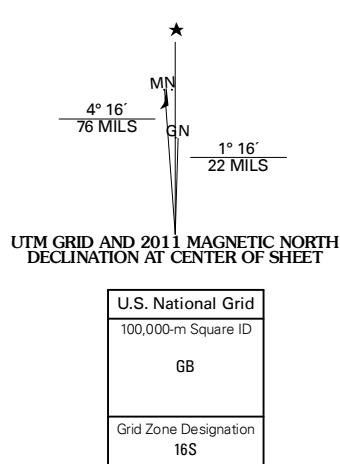 ★
MN
4° 16´
76 MILS
GN
1° 16´
22 MILS
UTM GRID AND 2011 MAGNETIC NORTH
DECLINATION AT CENTER OF SHEET
U.S. National Grid
100,000-m Square ID
GB
Grid Zone Designation
16S